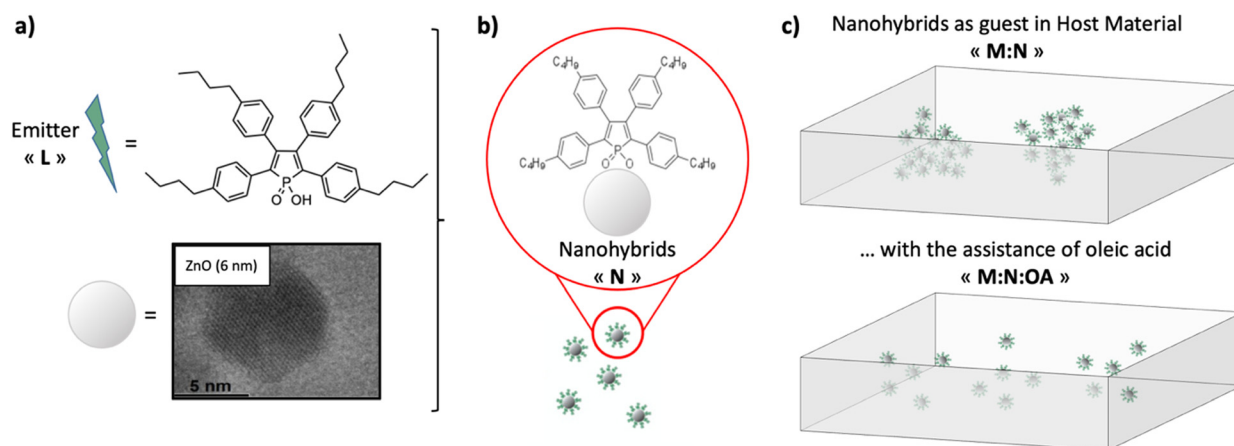 a)
Emitter
« L »
=
P
O
OH
=
ZnO (6 nm)
5 nm
b)
C₄H₉
C₄H₉
C₄H₉
P
C₄H₉
O
O
Nanohybrids
« N »
c)
Nanohybrids as guest in Host Material
« M:N »
... with the assistance of oleic acid
« M:N:OA »